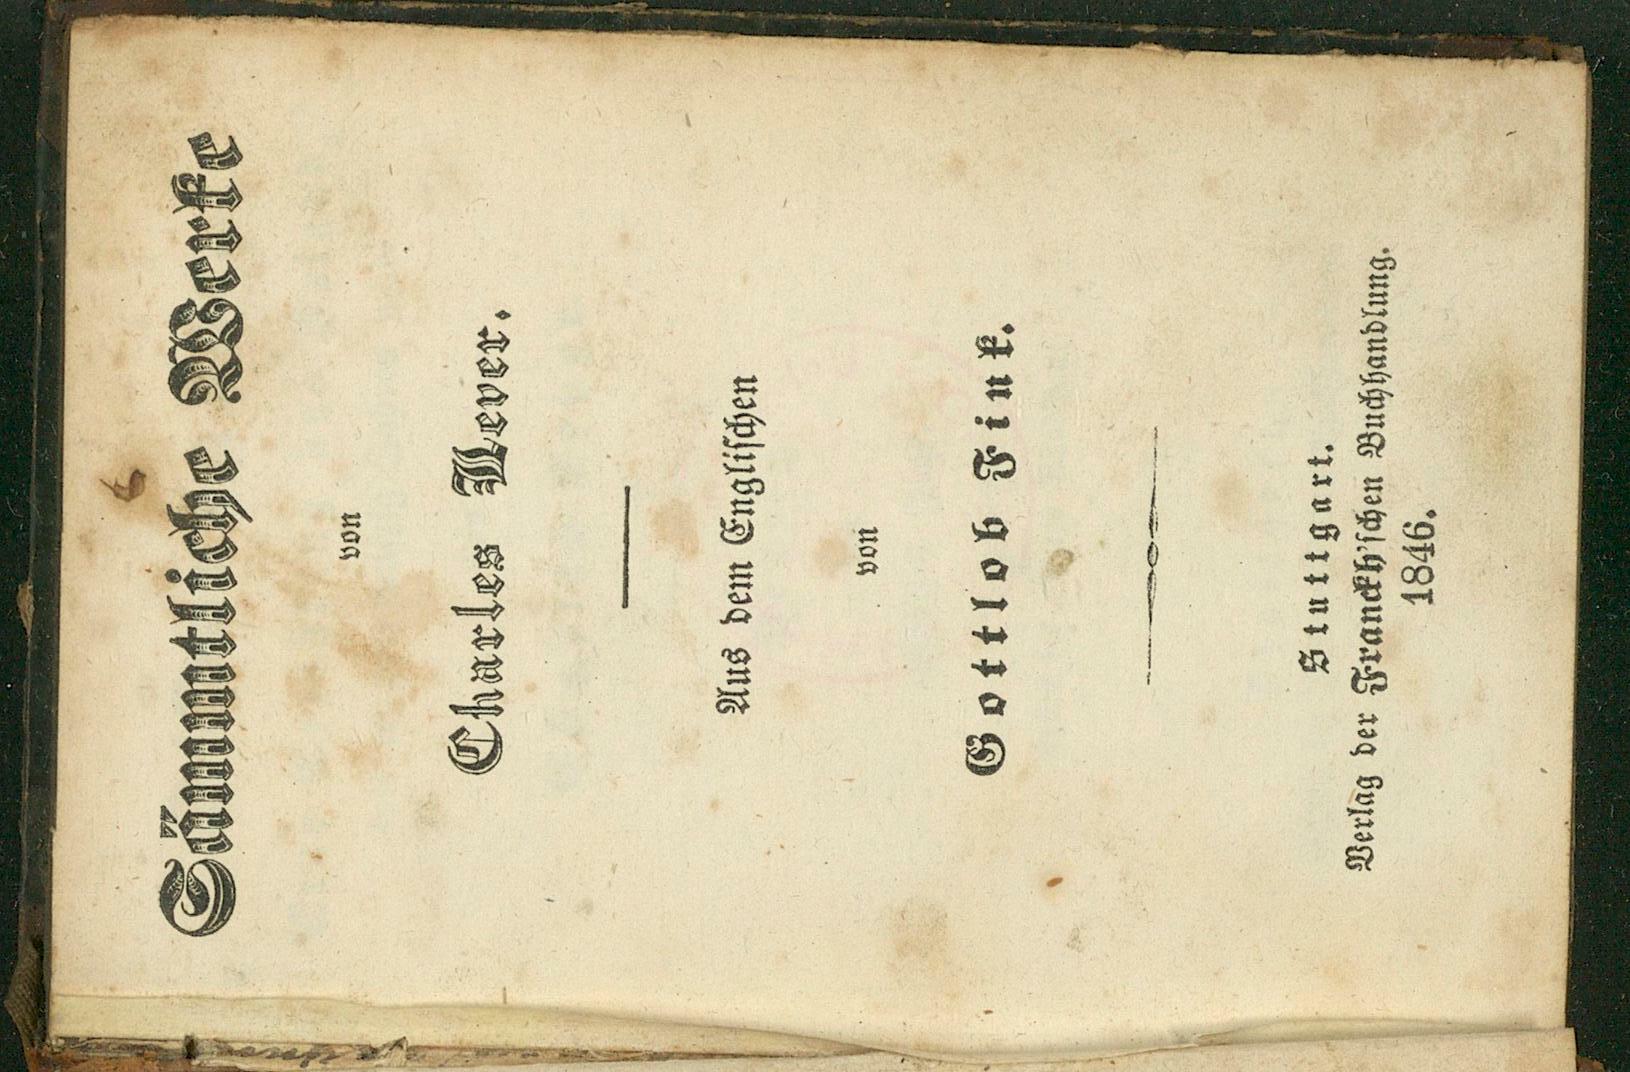 Sämmtliche Werke
von
Charles Lever.
Aus dem Englischen
von
Gottlob Fink.
Stuttgart.
Verlag der Franckh'schen Buchhandlung.
1846.